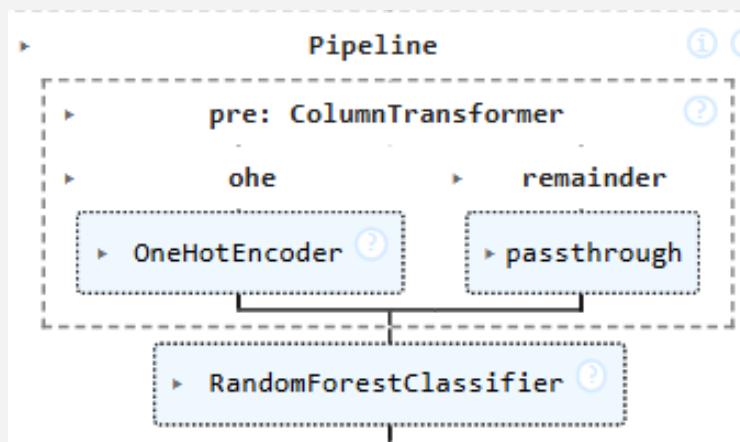 Pipeline
pre: ColumnTransformer
ohe remainder
OneHotEncoder ? passthrough
RandomForestClassifier ?